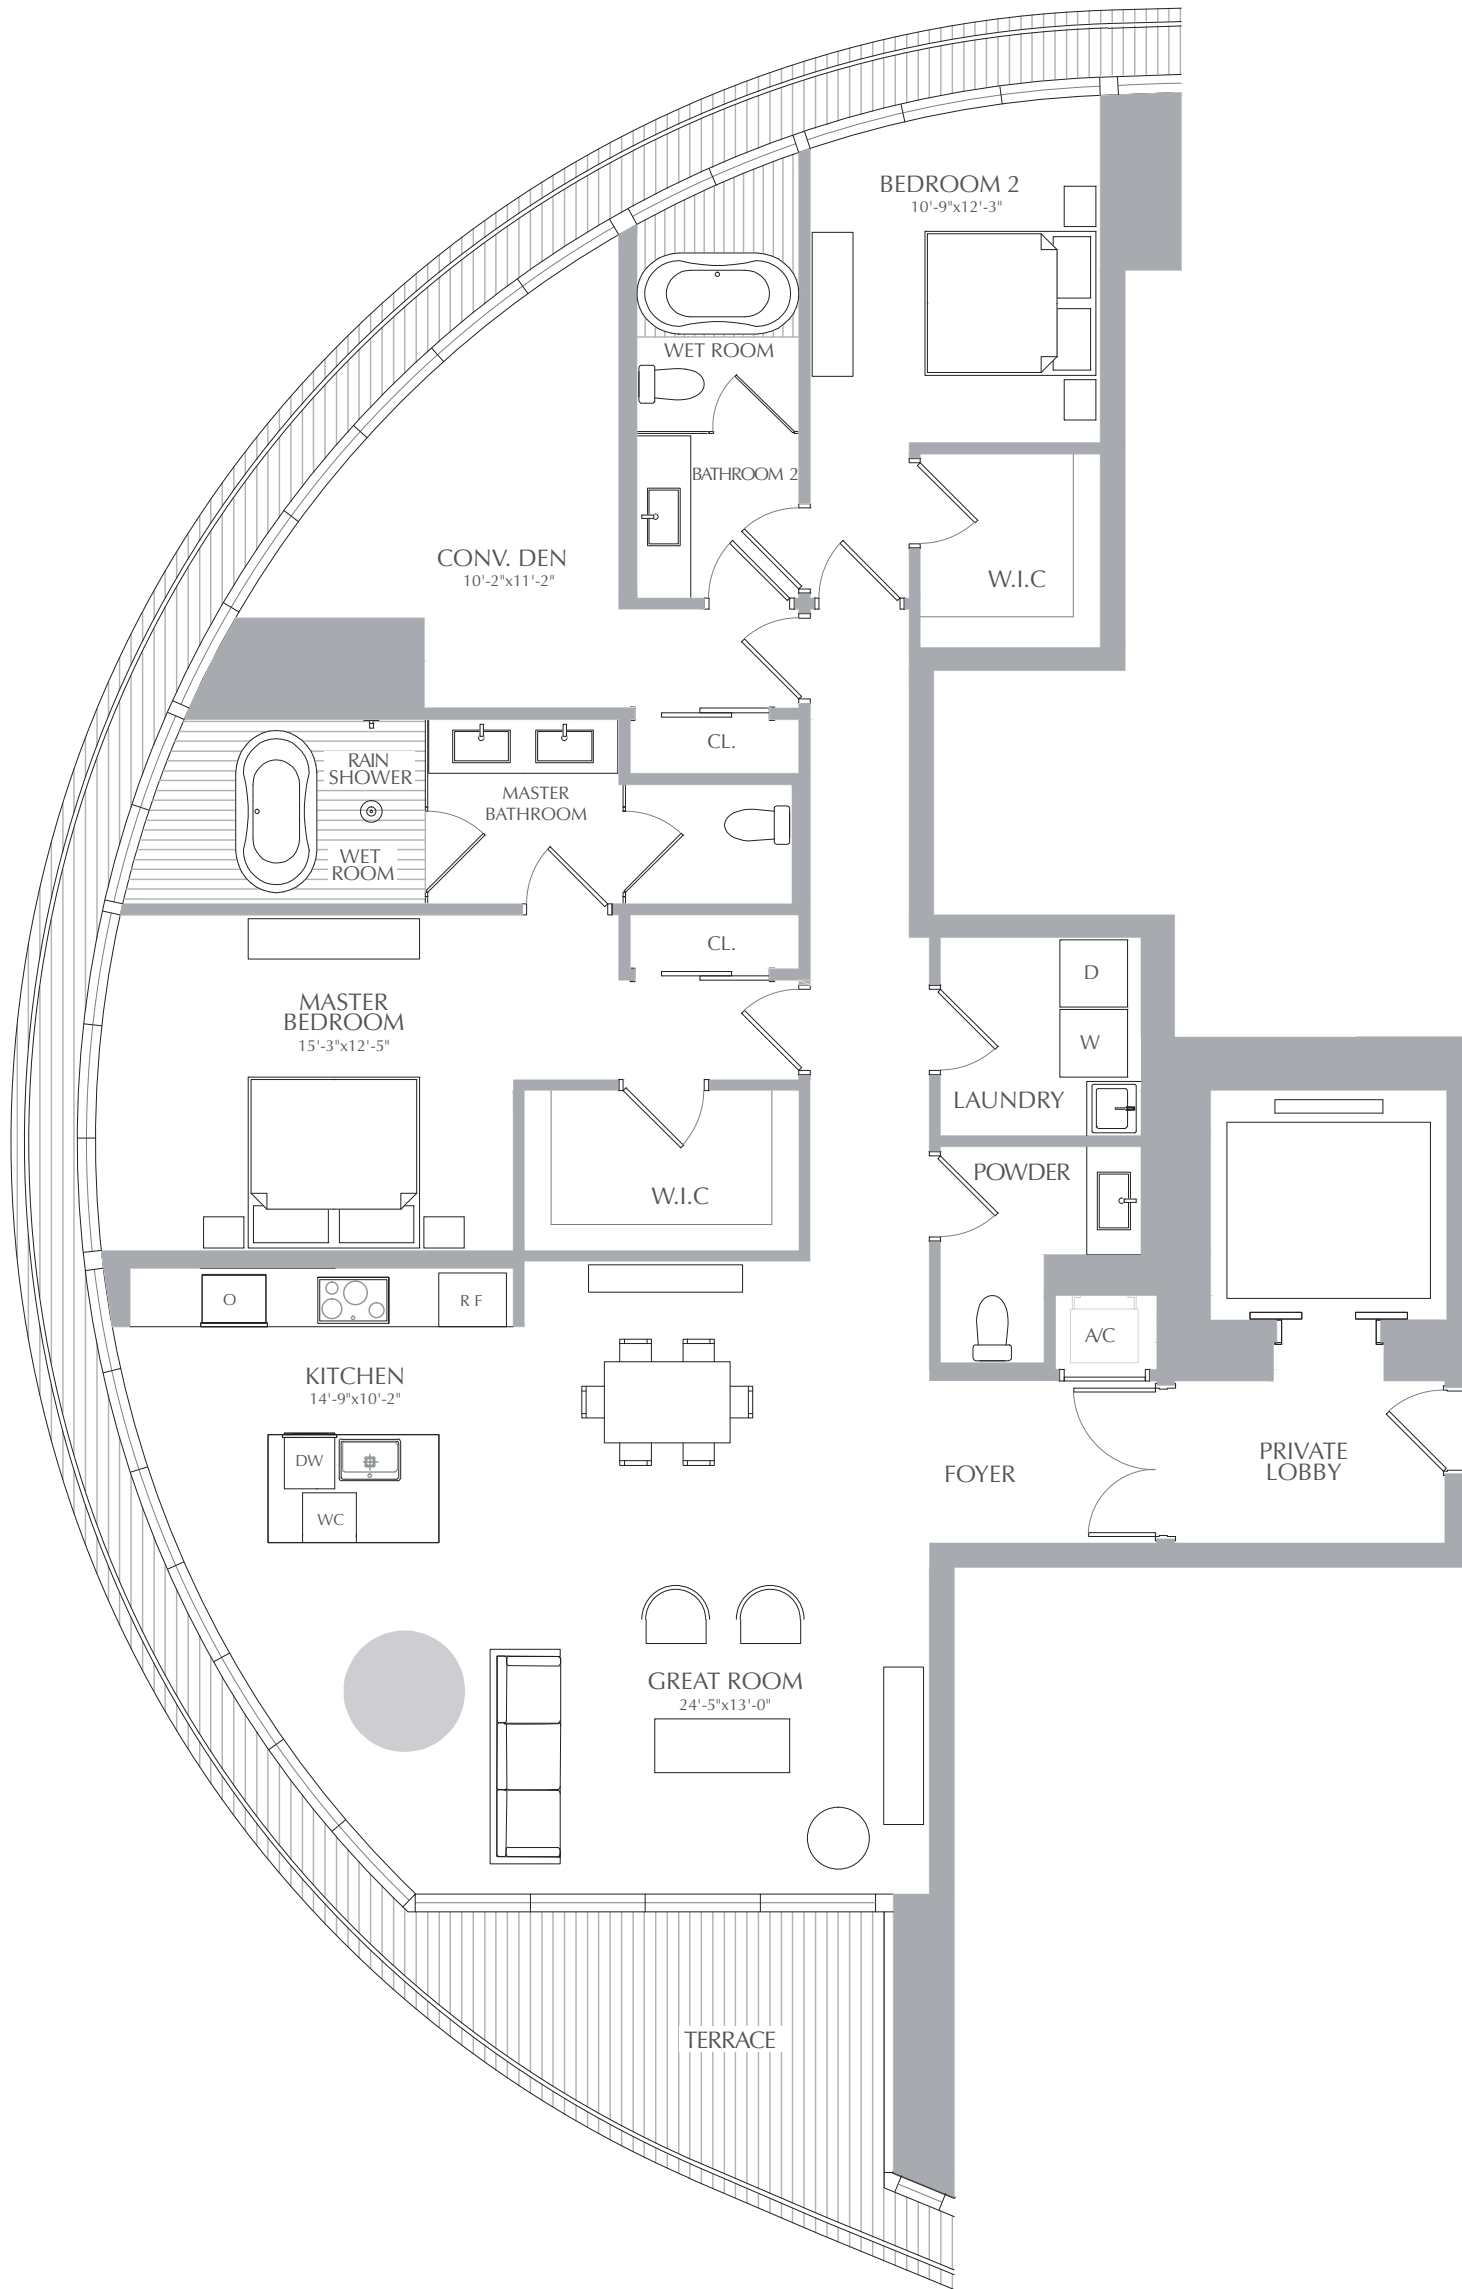 BEDROOM 2
10'-9"x12'-3"
WET ROOM
BATHROOM 2
CONV. DEN
10'-2"x11'-2"
W.I.C
CL.
RAIN
SHOWER
MASTER
BATHROOM
WET
ROOM
CL.
D
MASTER
BEDROOM
15'-3"x12'-5"
W
LAUNDRY
POWDER
W.I.C
O
R F
A/C
KITCHEN
14'-9"x10'-2"
DW
WC
FOYER
PRIVATE
LOBBY
GREAT ROOM
24'-5"x13'-0"
TERRACE